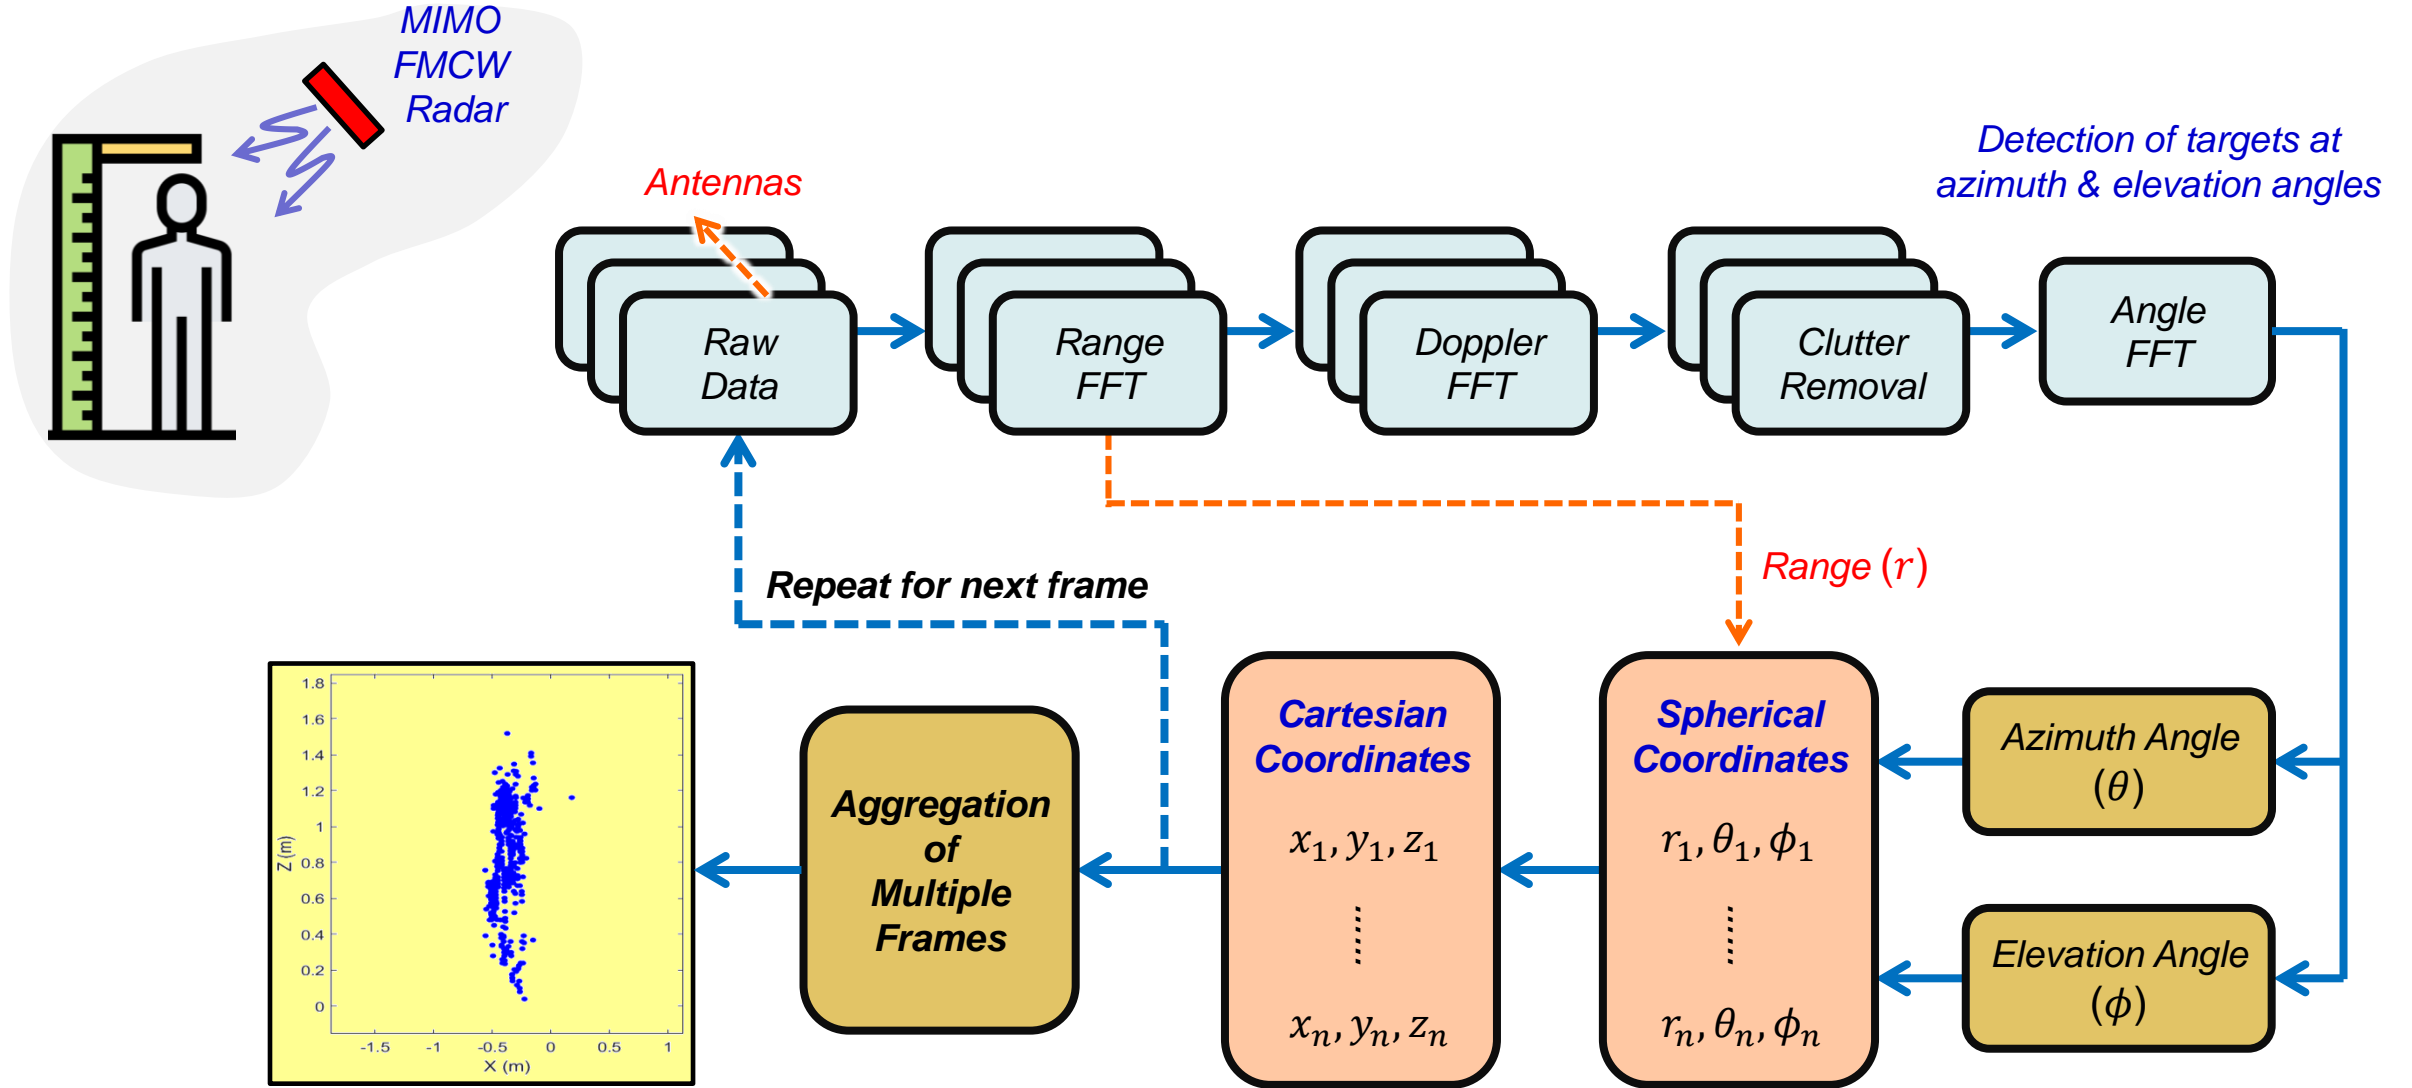 MIMO
FMCW
Radar
Antennas
Detection of targets at
azimuth & elevation angles
Raw
Data
Range
FFT
Doppler
FFT
Clutter
Removal
Angle
FFT
Range (r)
Repeat for next frame
Azimuth Angle
(θ)
Elevation Angle
(ϕ)
Spherical
Coordinates
r₁, θ₁, ϕ₁
......
rₙ, θₙ, ϕₙ
Cartesian
Coordinates
x₁, y₁, z₁
......
xₙ, yₙ, zₙ
Aggregation
of
Multiple
Frames
1.8
1.6
1.4
1.2
1
0.8
0.6
0.4
0.2
0
Z (m)
-1.5 -1 -0.5 0 0.5 1
X (m)